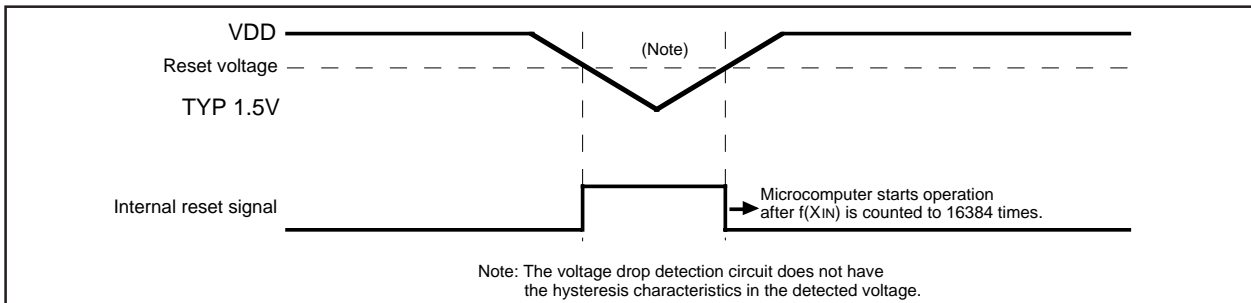 VDD
(Note)
Reset voltage
TYP 1.5V
Internal reset signal
Microcomputer starts operation
after f(XIN) is counted to 16384 times.
Note: The voltage drop detection circuit does not have
the hysteresis characteristics in the detected voltage.